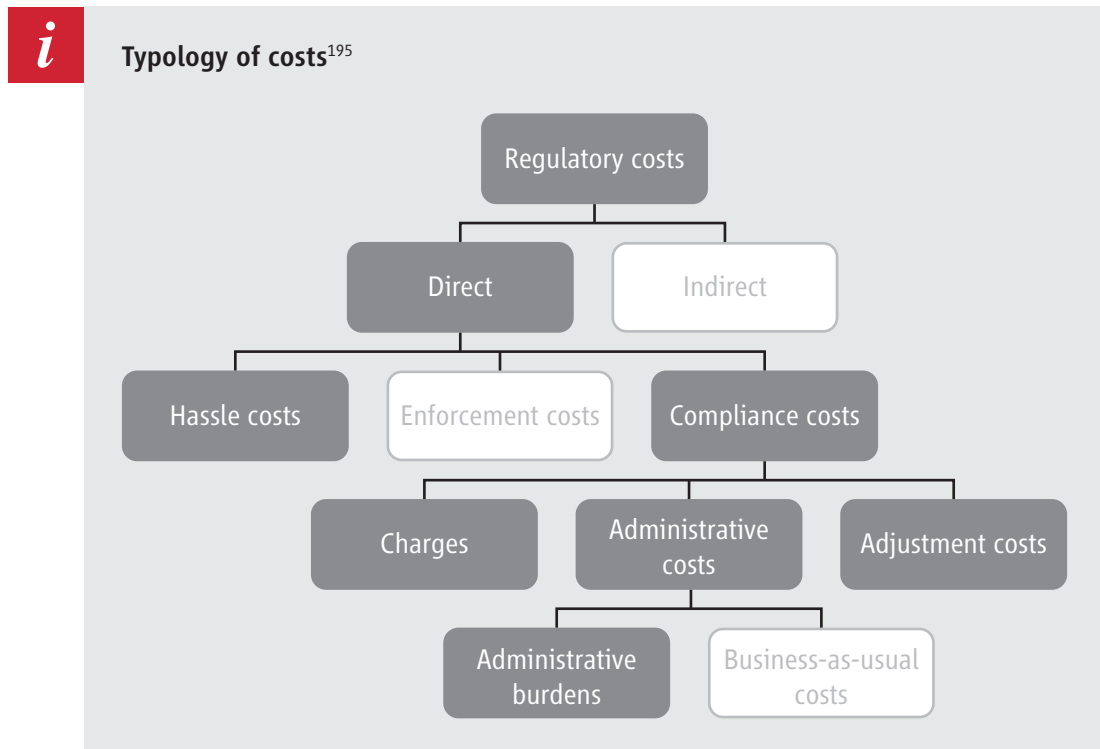 i
Typology of costs195
Regulatory costs
Direct
Indirect
Hassle costs
Enforcement costs
Compliance costs
Charges
Administrative
costs
Adjustment costs
Administrative
burdens
Business-as-usual
costs